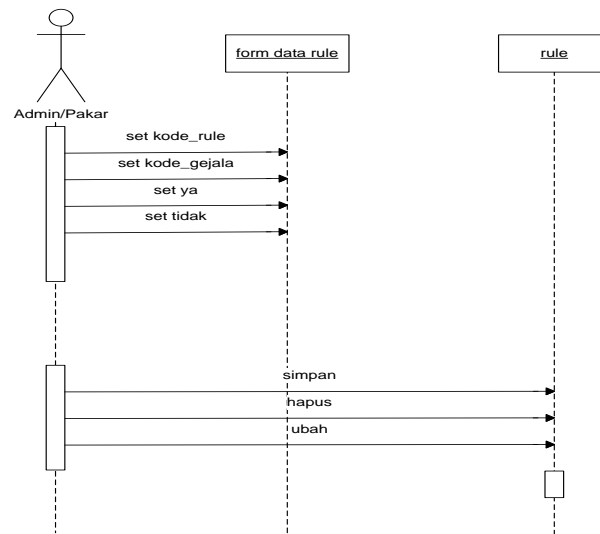 form data rule
rule
Admin/Pakar
set kode_rule
set kode_gejala
set ya
set tidak
simpan
hapus
ubah